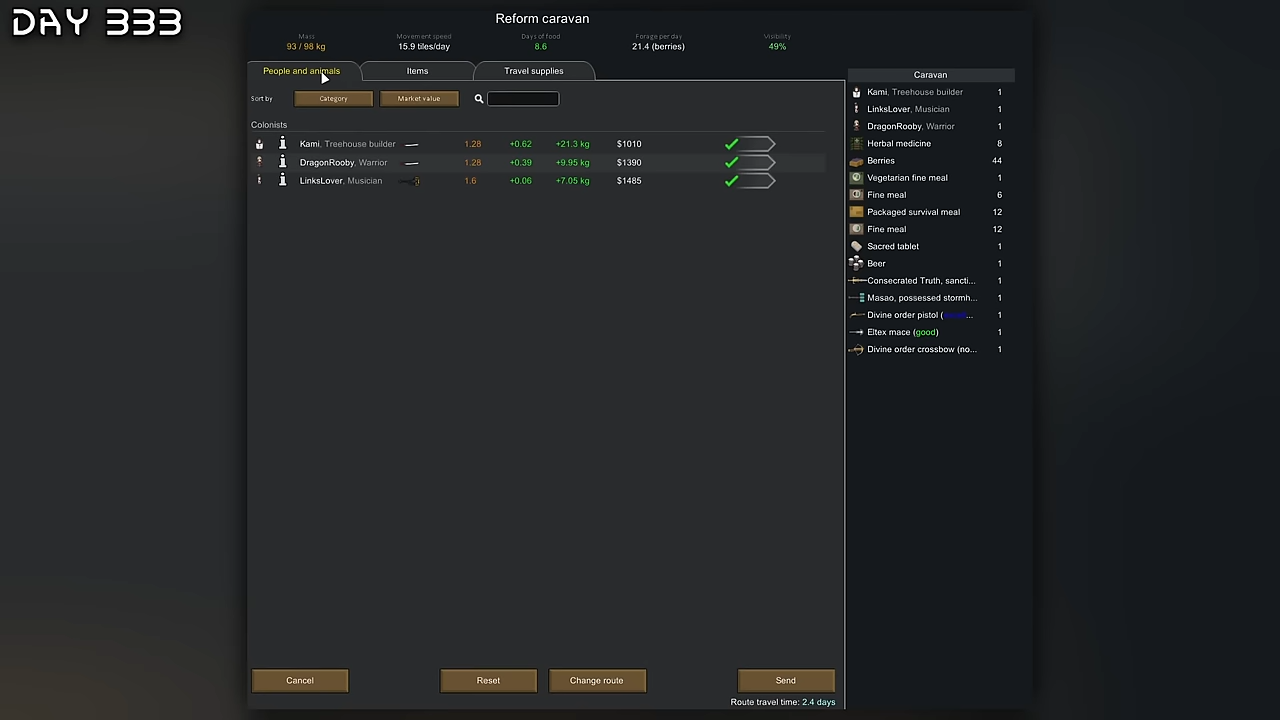 DAY 333
Reform caravan
Mass
93 / 98 kg
Movement speed
15.9 tiles/day
Days of food
8.6
Forage per day
21.4 (berries)
Visibility
49%
People and animals
Items
Travel supplies
Sort by
Category
Market value
Colonists
Kami, Treehouse builder 1.28 +0.62 +21.3 kg $1010
DragonRooby, Warrior 1.28 +0.39 +9.95 kg $1390
LinksLover, Musician 1.6 +0.06 +7.05 kg $1485
Caravan
Kami, Treehouse builder 1
LinksLover, Musician 1
DragonRooby, Warrior 1
Herbal medicine 8
Berries 44
Vegetarian fine meal 1
Fine meal 6
Packaged survival meal 12
Fine meal 12
Sacred tablet 1
Beer 1
Consecrated Truth, sancti... 1
Masao, possessed stormh... 1
Divine order pistol ( ... 1
Eltex mace (good) 1
Divine order crossbow (no... 1
Cancel
Reset
Change route
Send
Route travel time: 2.4 days